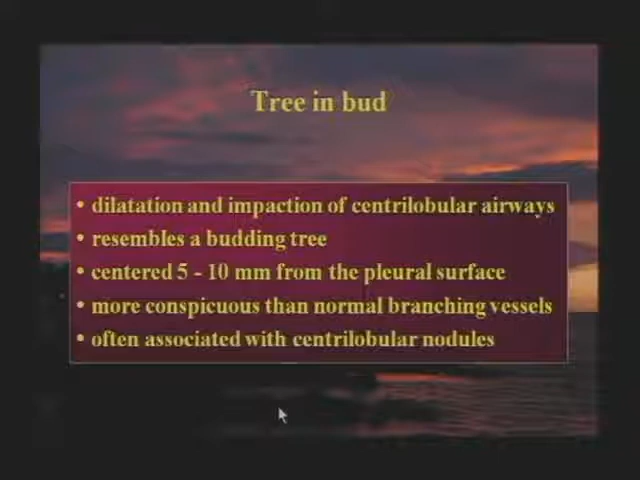 Tree in bud
• dilatation and impaction of centrilobular airways
• resembles a budding tree
• centered 5 - 10 mm from the pleural surface
• more conspicuous than normal branching vessels
• often associated with centrilobular nodules